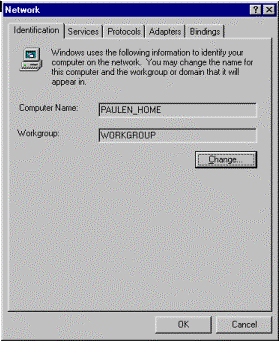 Network
Identification Services Protocols Adapters Bindings
Windows uses the following information to identify your
computer on the network. You may change the name for
this computer and the workgroup or domain that it will
appear in.
Computer Name: PAULEN_HOME
Workgroup: WORKGROUP
Change...
OK Cancel